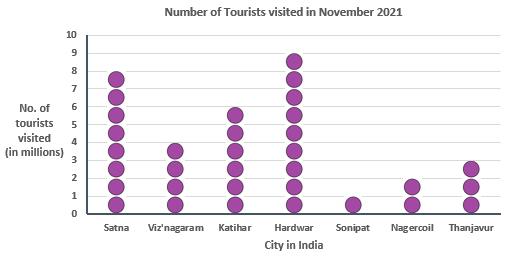 Number of Tourists visited in November 2021
10
9
8
7
6
5
4
3
2
1
0
No. of
tourists
visited
(in millions)
Satna Viz'nagaram Katihar Hardwar Sonipat Nagercoil Thanjavur
City in India